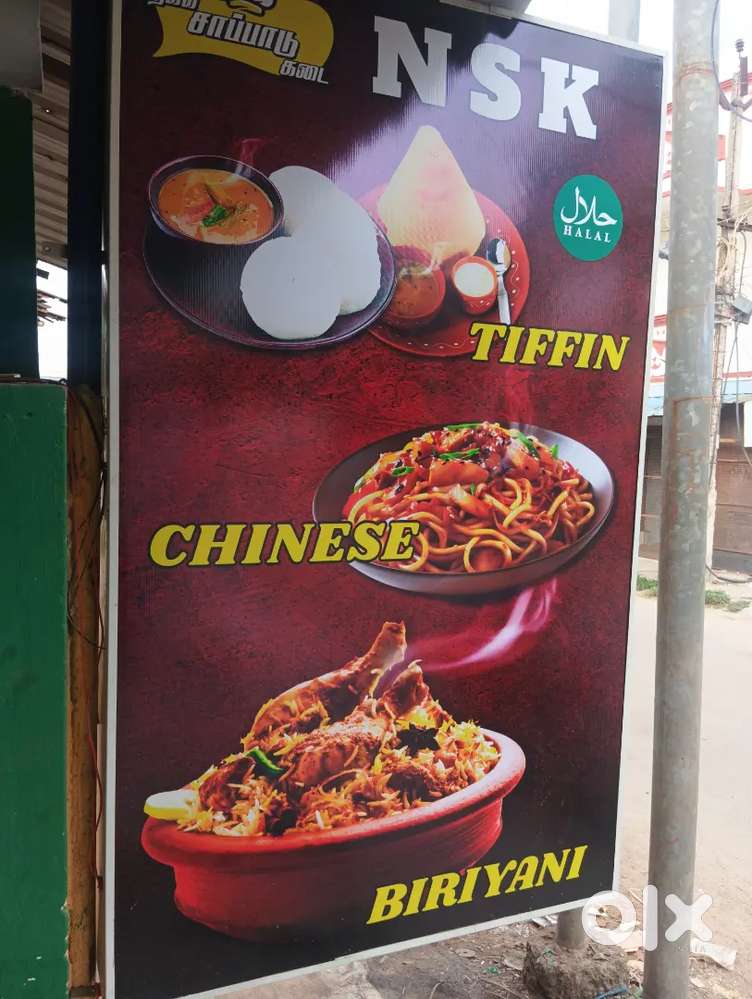 சாப்பாடு
கடை
NSK
حلال
HALAL
TIFFIN
CHINESE
BIRIYANI
olx